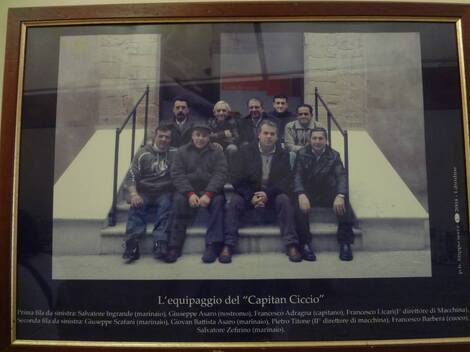 L'equipaggio del "Capitan Ciccio"
Prima fila da sinistra: Salvatore Ingrande (marinaio), Giuseppe Asaro (nostromo), Francesco Adragna (capitano), Francesco Licari(I° direttore di Macchina),
Seconda fila da sinistra: Giuseppe Scafani (marinaio), Giovan Battista Asaro (marinaio), Pietro Titone (II° direttore di macchina), Francesco Barbera (cuoco),
Salvatore Zefirino (marinaio).